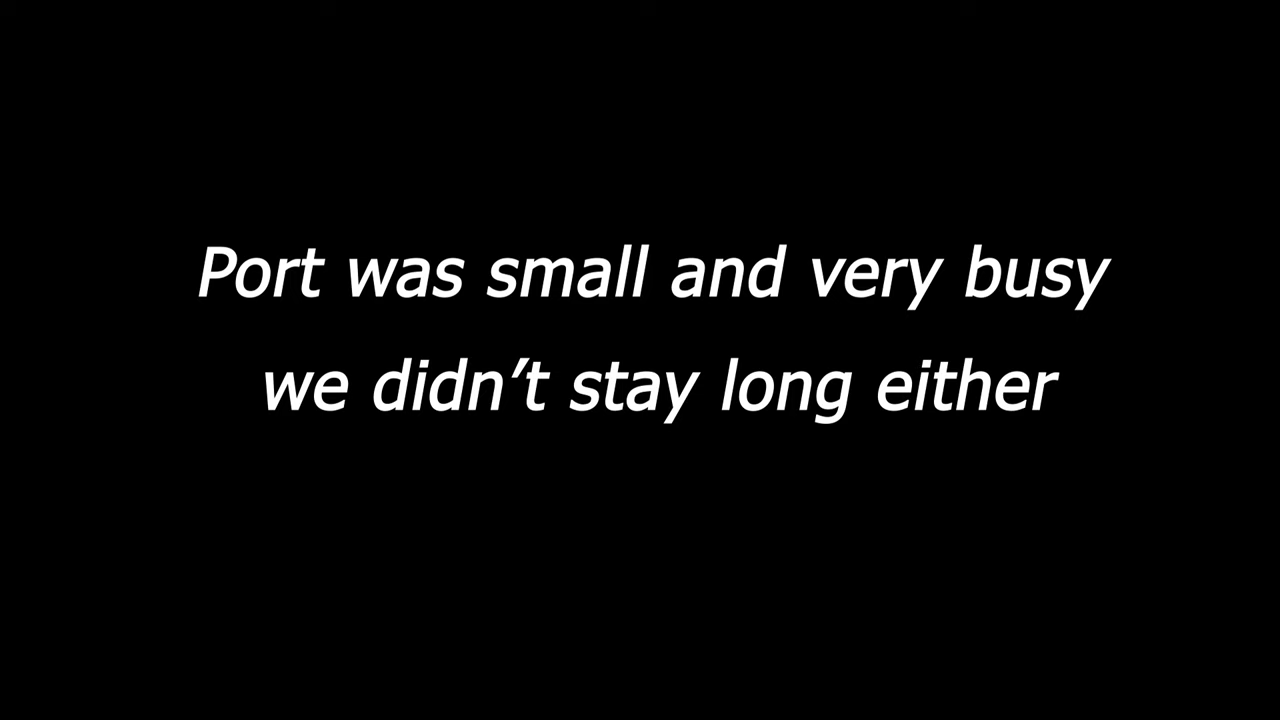 Port was small and very busy
we didn’t stay long either